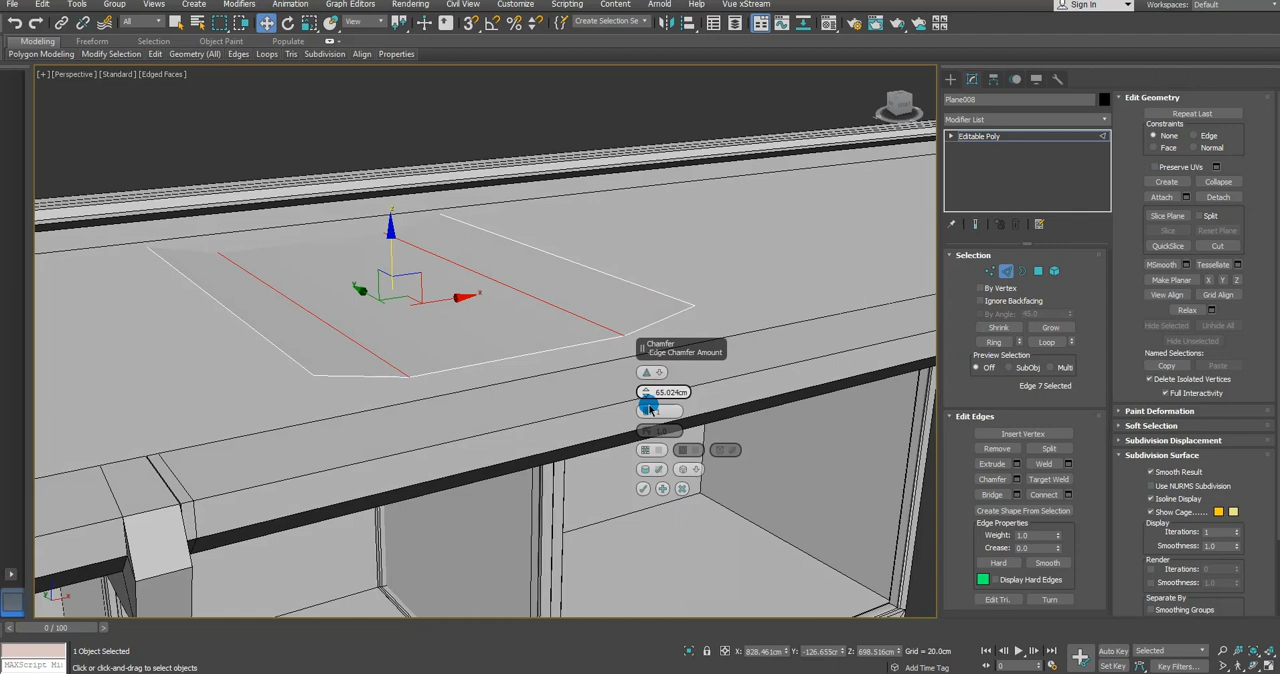 File Edit Tools Group Views Create Modifiers Animation Graph Editors Rendering Civil View Customize Scripting Content Arnold Help Vue xStream
Sign In Workspaces: Default
All View Create Selection Se
Modeling Freeform Selection Object Paint Populate
Polygon Modeling Modify Selection Edit Geometry (All) Edges Loops Tris Subdivision Align Properties
[+] [Perspective] [Standard] [Edged Faces]
Chamfer
Edge Chamfer Amount
65.024cm
1
1.0
Plane008
Modifier List
Editable Poly
Selection
By Vertex
Ignore Backfacing
By Angle: 45.0
Shrink Grow
Ring Loop
Preview Selection
Off SubObj Multi
Edge 7 Selected
Edit Edges
Insert Vertex
Remove Split
Extrude Weld
Chamfer Target Weld
Bridge Connect
Create Shape From Selection
Edge Properties
Weight: 1.0
Crease: 0.0
Hard Smooth
Display Hard Edges
Edit Tri. Turn
Edit Geometry
Repeat Last
Constraints
None Edge
Face Normal
Preserve UVs
Create Collapse
Attach Detach
Slice Plane Split
Slice Reset Plane
QuickSlice Cut
MSmooth Tessellate
Make Planar X Y Z
View Align Grid Align
Relax
Hide Selected Unhide All
Hide Unselected
Named Selections:
Copy Paste
Delete Isolated Vertices
Full Interactivity
Paint Deformation
Soft Selection
Subdivision Displacement
Subdivision Surface
Smooth Result
Use NURMS Subdivision
Isoline Display
Show Cage......
Display
Iterations: 1
Smoothness: 1.0
Render
Iterations: 0
Smoothness: 1.0
Separate By
Smoothing Groups
0 / 100
1 Object Selected
Click or click-and-drag to select objects
MAXScript Mi
X: 828.461cm Y: -126.655cm Z: 698.516cm Grid = 20.0cm
Add Time Tag
0
Auto Key Selected
Set Key Key Filters...